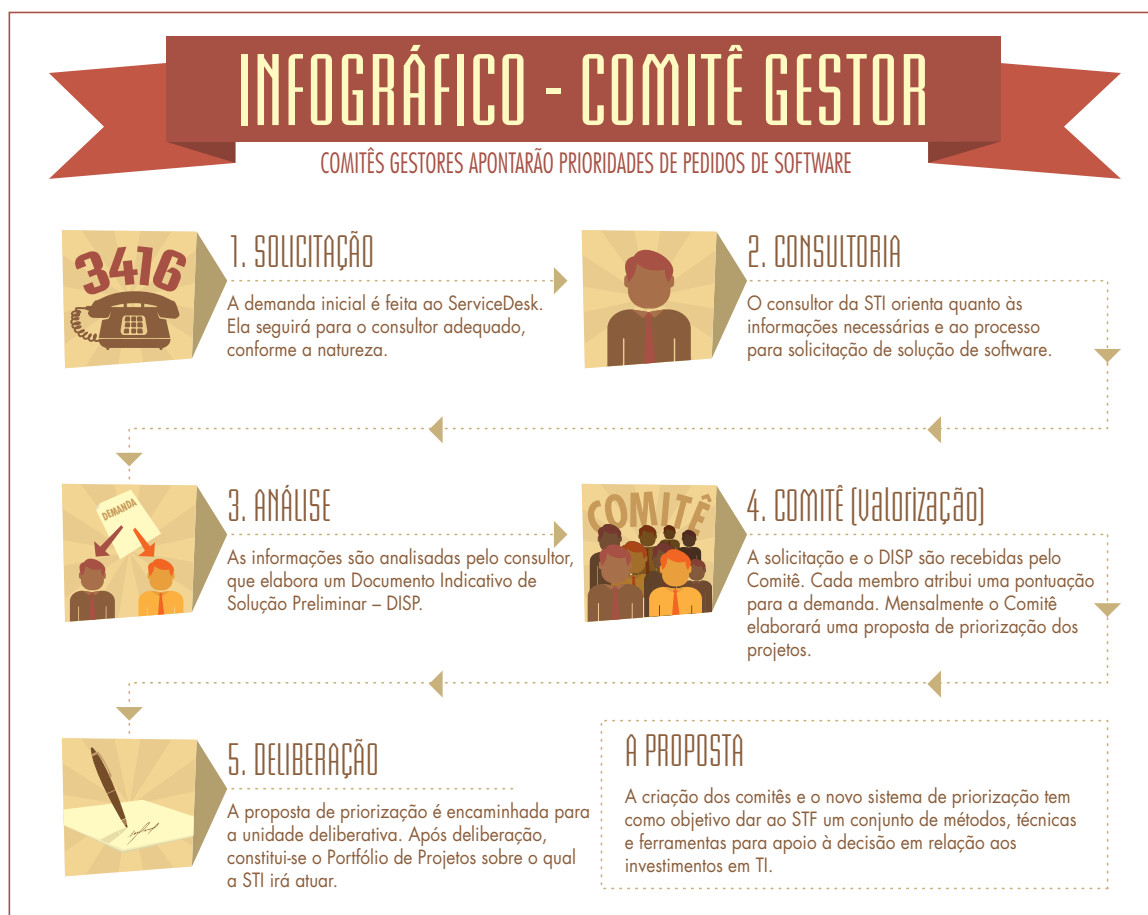 INFOGRÁFICO - COMITÊ GESTOR
COMITÊS GESTORES APONTARÃO PRIORIDADES DE PEDIDOS DE SOFTWARE
3416
1. SOLICITAÇÃO
A demanda inicial é feita ao ServiceDesk.
Ela seguirá para o consultor adequado,
conforme a natureza.
2. CONSULTORIA
O consultor da STI orienta quanto às
informações necessárias e ao processo
para solicitação de solução de software.
DEMANDA
3. ANÁLISE
As informações são analisadas pelo consultor,
que elabora um Documento Indicativo de
Solução Preliminar – DISP.
COMITÊ
4. COMITÊ (Valorização)
A solicitação e o DISP são recebidas pelo
Comitê. Cada membro atribui uma pontuação
para a demanda. Mensalmente o Comitê
elaborará uma proposta de priorização dos
projetos.
5. DELIBERAÇÃO
A proposta de priorização é encaminhada para
a unidade deliberativa. Após deliberação,
constitui-se o Portfólio de Projetos sobre o qual
a STI irá atuar.
A PROPOSTA
A criação dos comitês e o novo sistema de priorização tem
como objetivo dar ao STF um conjunto de métodos, técnicas
e ferramentas para apoio à decisão em relação aos
investimentos em TI.